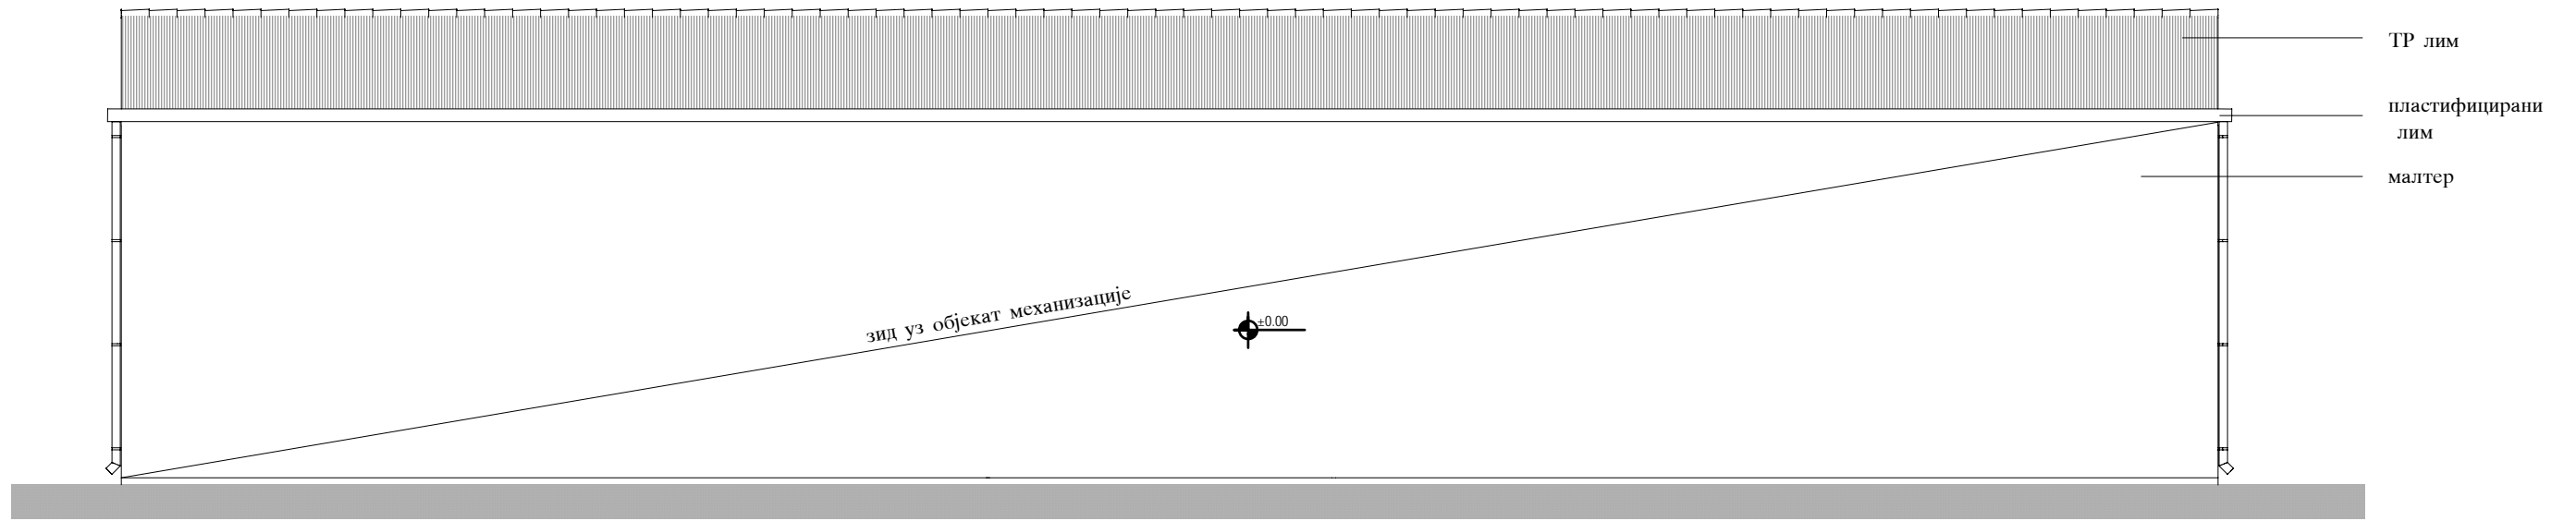 ТР лим
пластифицирани
лим
малтер
зид уз објекат механизације
±0.00